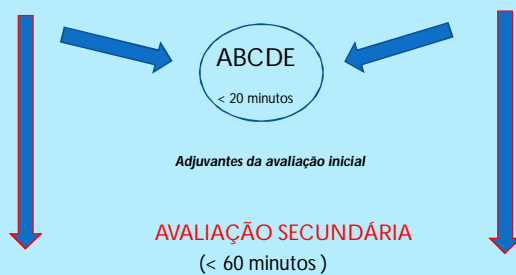 ABCDE
< 20 minutos
Adjuvantes da avaliação inicial
AVALIAÇÃO SECUNDÁRIA
(< 60 minutos )